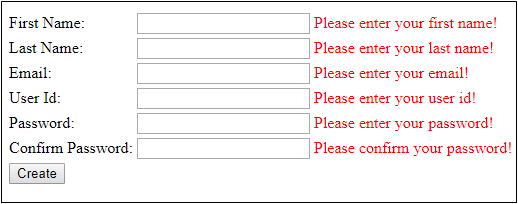 First Name: Please enter your first name!
Last Name: Please enter your last name!
Email: Please enter your email!
User Id: Please enter your user id!
Password: Please enter your password!
Confirm Password: Please confirm your password!
Create